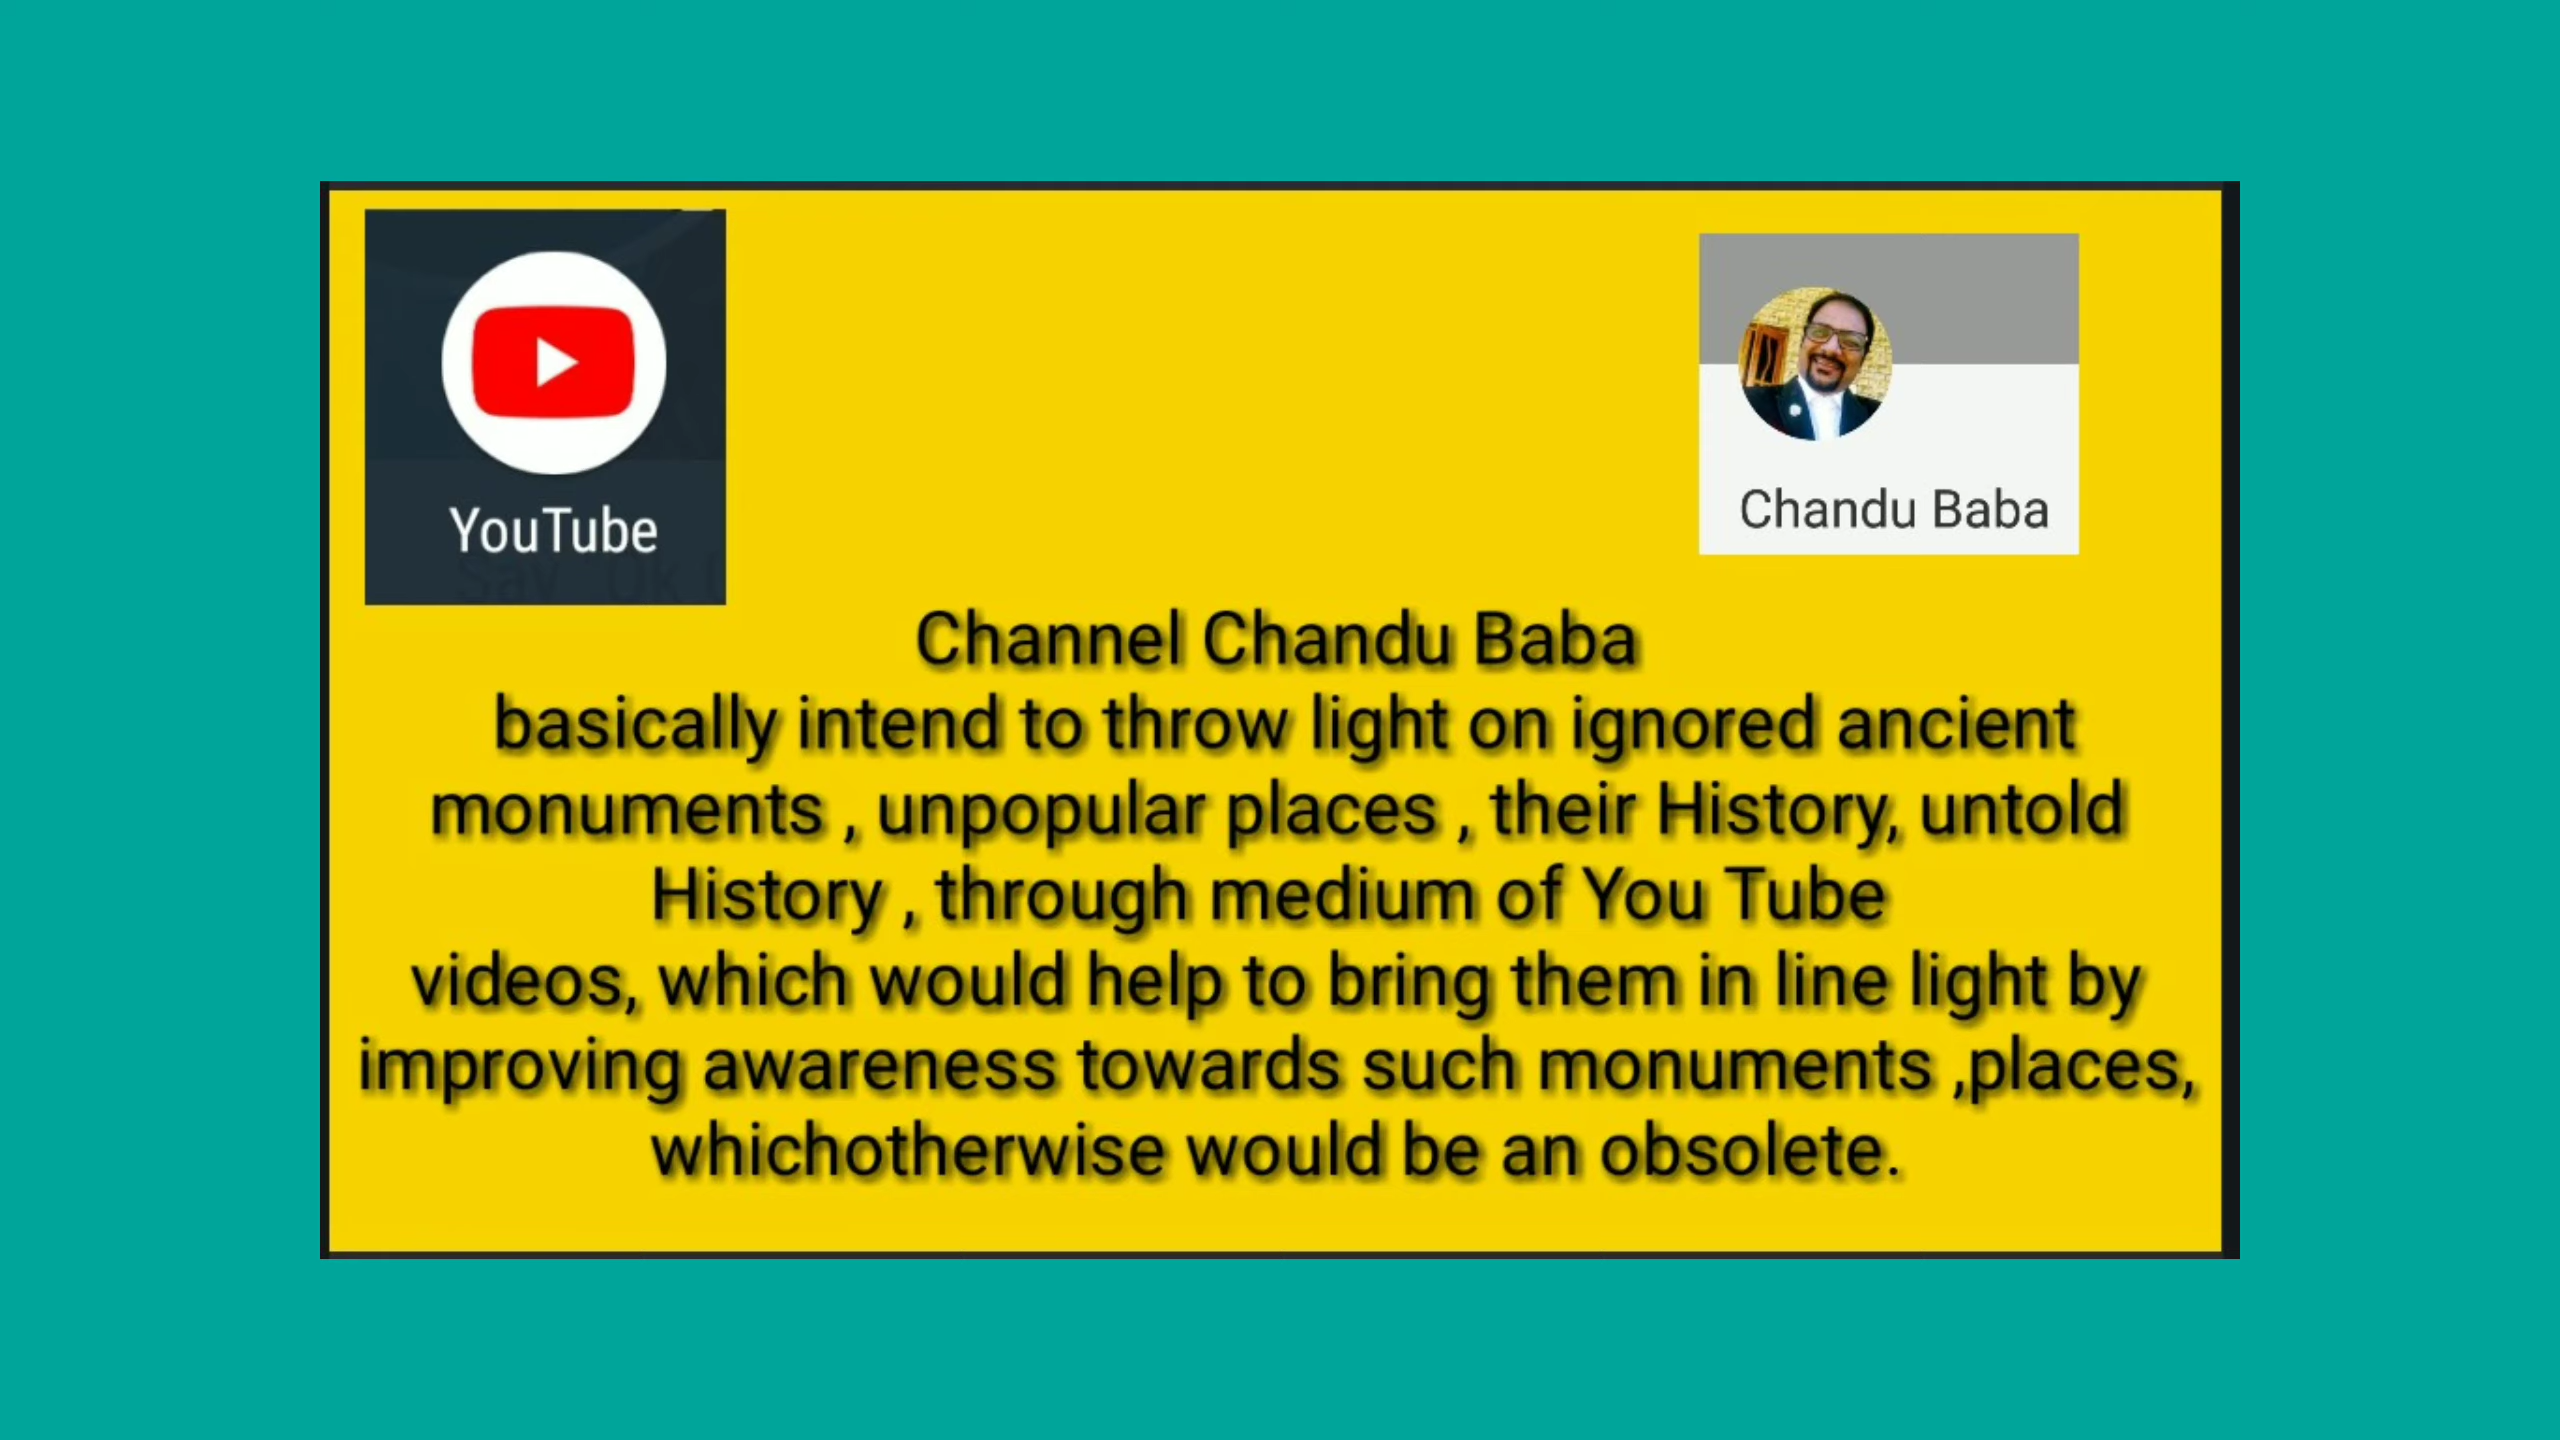 YouTube
Chandu Baba
Channel Chandu Baba
basically intend to throw light on ignored ancient
monuments , unpopular places , their History, untold
History , through medium of You Tube
videos, which would help to bring them in line light by
improving awareness towards such monuments ,places,
whichotherwise would be an obsolete.